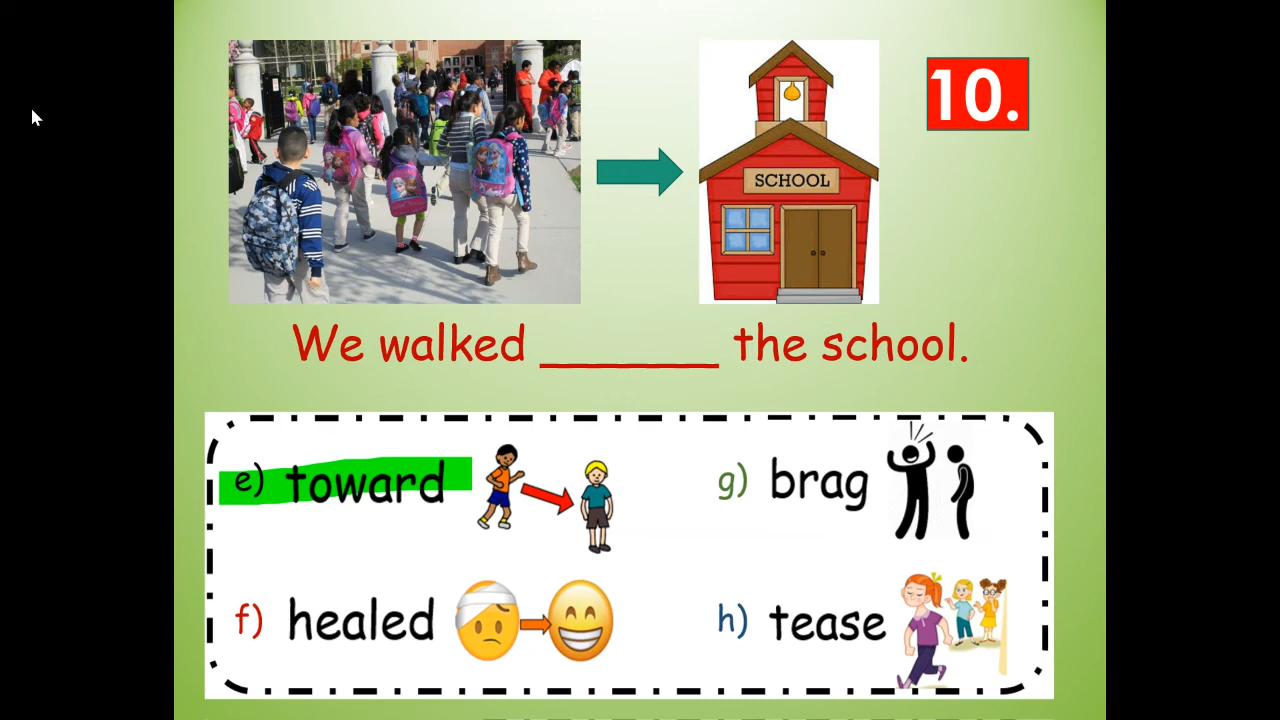 10.
SCHOOL
We walked _______ the school.
e) toward
g) brag
f) healed
h) tease